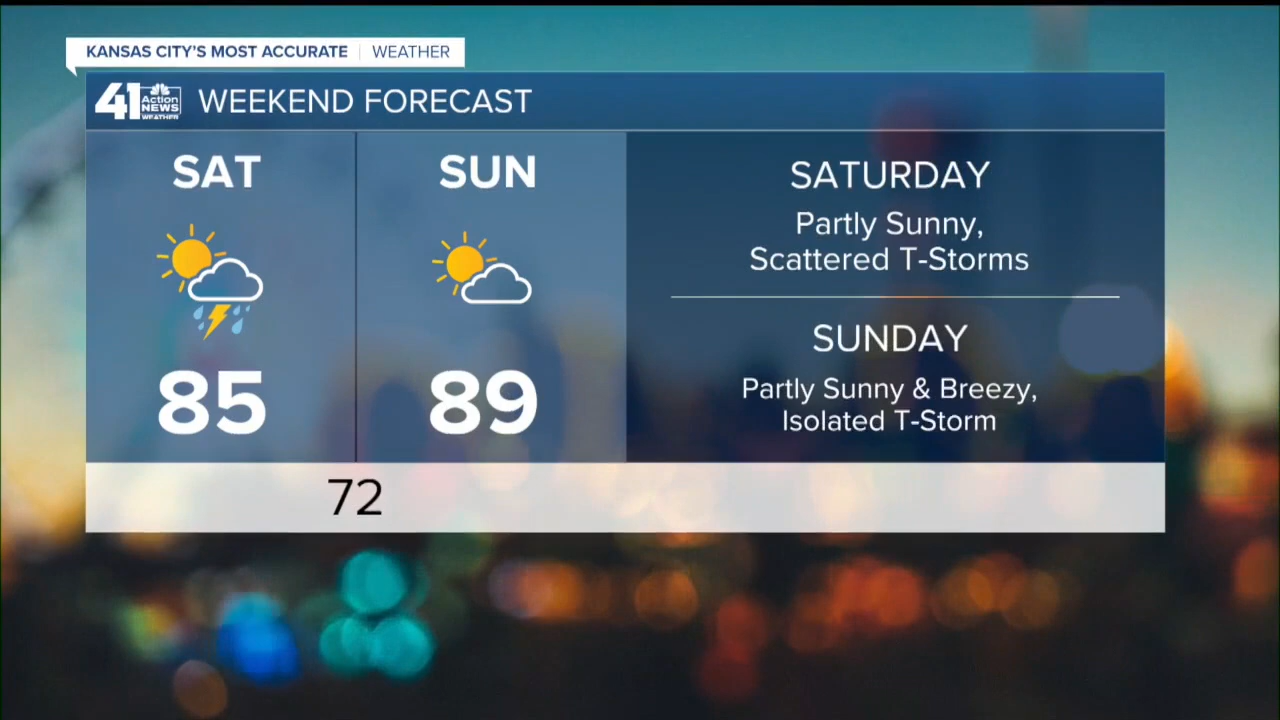 KANSAS CITY'S MOST ACCURATE | WEATHER
41 Action NEWS WEATHER WEEKEND FORECAST
SAT
SUN
85
89
SATURDAY
Partly Sunny,
Scattered T-Storms
SUNDAY
Partly Sunny & Breezy,
Isolated T-Storm
72